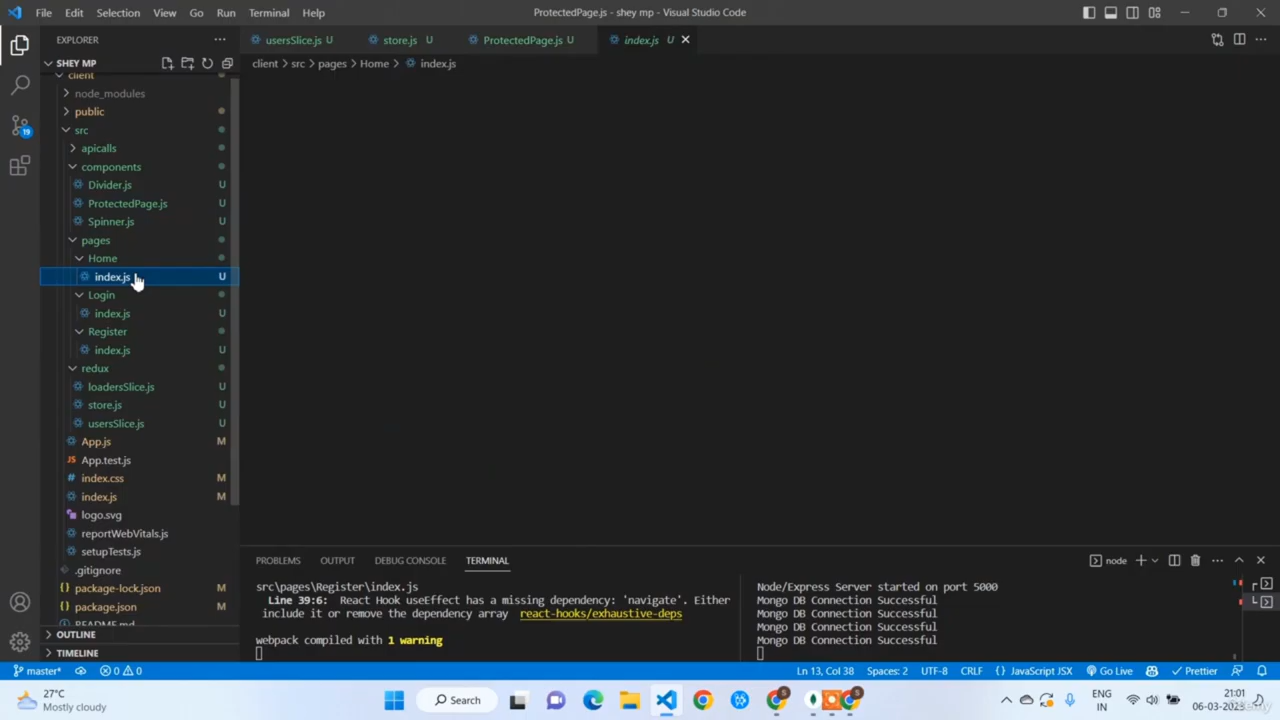 File Edit Selection View Go Run Terminal Help ProtectedPage.js - shey mp - Visual Studio Code
EXPLORER ···
usersSlice.js U store.js U ProtectedPage.js U index.js U
SHEY MP
client > src > pages > Home > index.js
client
node_modules
public
src
apicalls
components
Divider.js U
ProtectedPage.js U
Spinner.js U
pages
Home
index.js U
Login
index.js U
Register
index.js U
redux
loadersSlice.js U
store.js U
usersSlice.js U
App.js M
App.test.js
index.css M
index.js M
logo.svg
reportWebVitals.js
setupTests.js
.gitignore
package-lock.json M
package.json M
README.md
OUTLINE
TIMELINE
19
PROBLEMS OUTPUT DEBUG CONSOLE TERMINAL node
src\pages\Register\index.js
Line 39:6: React Hook useEffect has a missing dependency: 'navigate'. Either
include it or remove the dependency array react-hooks/exhaustive-deps
webpack compiled with 1 warning
Node/Express Server started on port 5000
Mongo DB Connection Successful
Mongo DB Connection Successful
Mongo DB Connection Successful
Mongo DB Connection Successful
master* 0 0 Ln 13, Col 38 Spaces: 2 UTF-8 CRLF JavaScript JSX Go Live Prettier
27°C
Mostly cloudy
Search
ENG
IN
21:01
06-03-2023